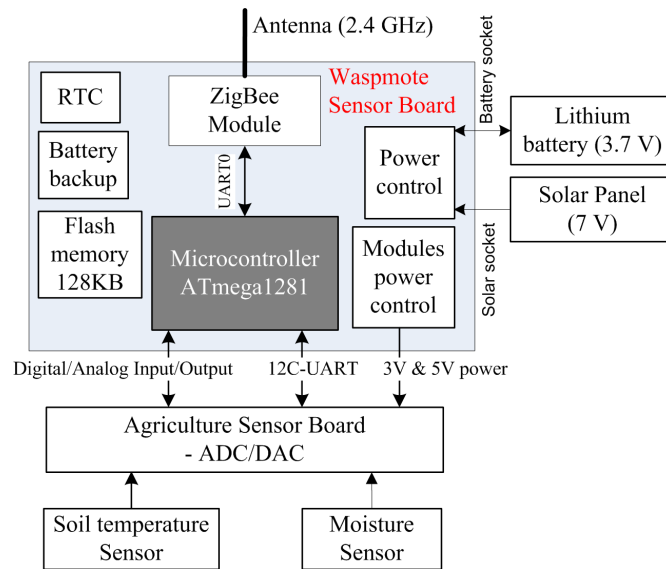 Antenna (2.4 GHz)
Waspmote
Sensor Board
RTC
ZigBee
Module
Battery socket
Lithium
battery (3.7 V)
Battery
backup
UART0
Power
control
Solar Panel
(7 V)
Flash
memory
128KB
Microcontroller
ATmega1281
Modules
power
control
Solar socket
Digital/Analog Input/Output
12C-UART
3V & 5V power
Agriculture Sensor Board
- ADC/DAC
Soil temperature
Sensor
Moisture
Sensor